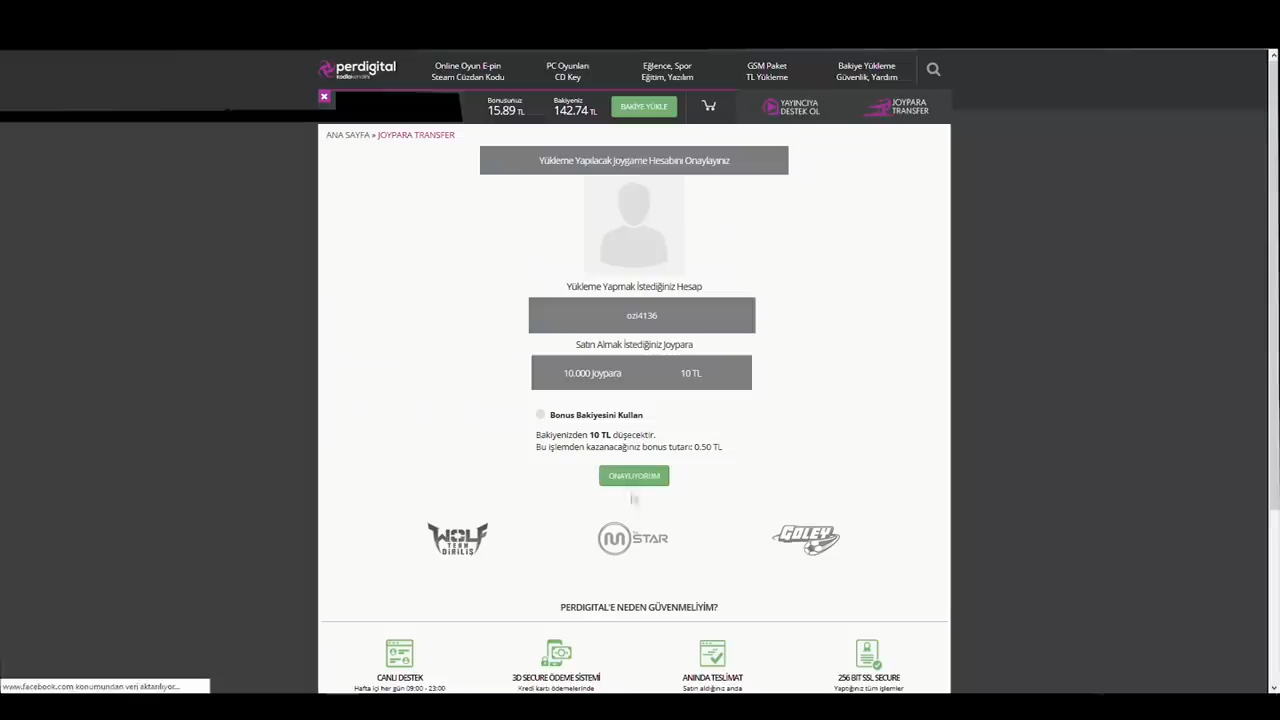 perdigital
kodla kendini
Online Oyun E-pin
Steam Cüzdan Kodu
PC Oyunları
CD Key
Eğlence, Spor
Eğitim, Yazılım
GSM Paket
TL Yükleme
Bakiye Yükleme
Güvenlik, Yardım
Bonusunuz
15.89 TL
Bakiyeniz
142.74 TL
BAKİYE YÜKLE
YAYINCIYA
DESTEK OL
JOYPARA
TRANSFER
ANA SAYFA » JOYPARA TRANSFER
Yükleme Yapılacak Joygame Hesabını Onaylayınız
Yükleme Yapmak İstediğiniz Hesap
ozi4136
Satın Almak İstediğiniz Joypara
10.000 Joypara 10 TL
Bonus Bakiyesini Kullan
Bakiyenizden 10 TL düşecektir.
Bu işlemden kazanacağınız bonus tutarı: 0.50 TL
ONAYLIYORUM
WOLF
TEAM
DİRİLİŞ
M STAR
GOLEY
PERDIGITAL'E NEDEN GÜVENMELİYİM?
CANLI DESTEK
Hafta içi her gün 09:00 - 23:00
3D SECURE ÖDEME SİSTEMİ
Kredi kartı ödemelerinde
ANINDA TESLİMAT
Satın aldığınız anda
256 BIT SSL SECURE
Yaptığınız tüm işlemler
www.facebook.com konumundan veri aktarılıyor...